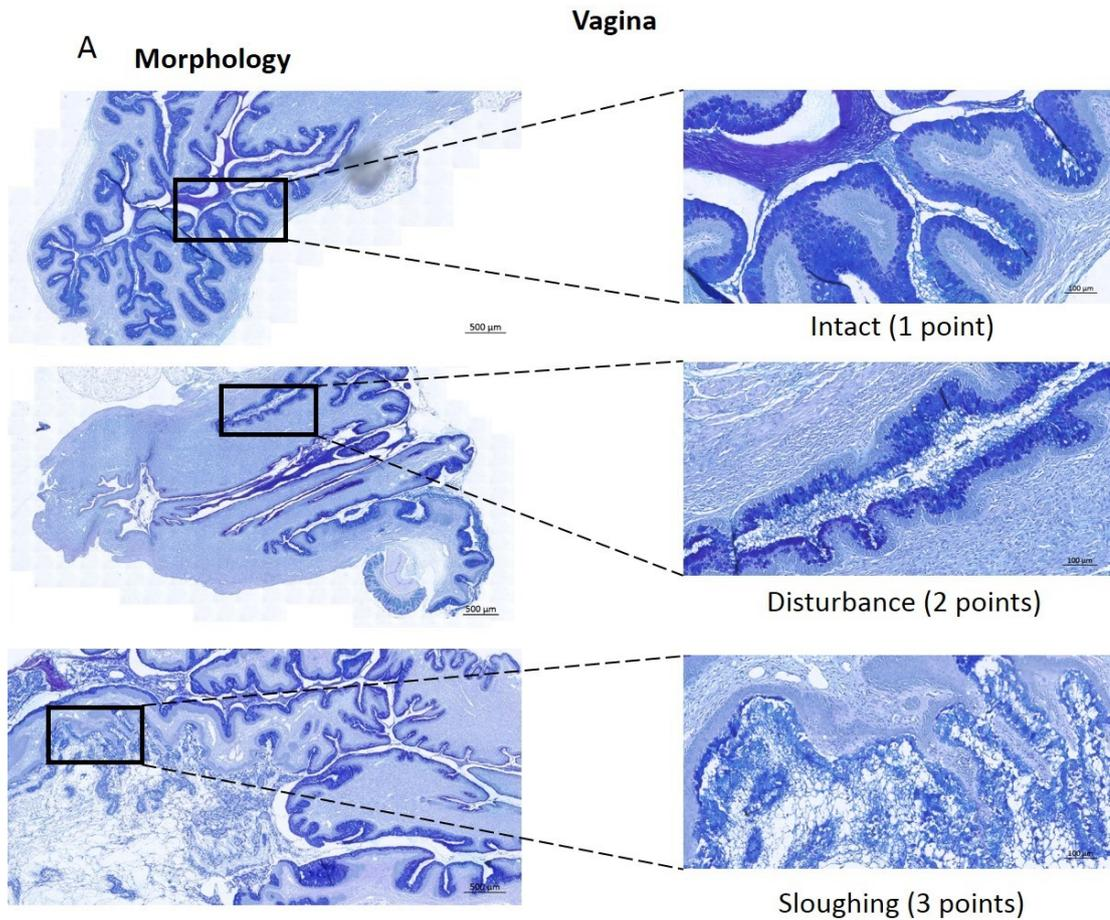 Vagina
A
Morphology
500 µm
100 µm
Intact (1 point)
500 µm
100 µm
Disturbance (2 points)
500 µm
100 µm
Sloughing (3 points)